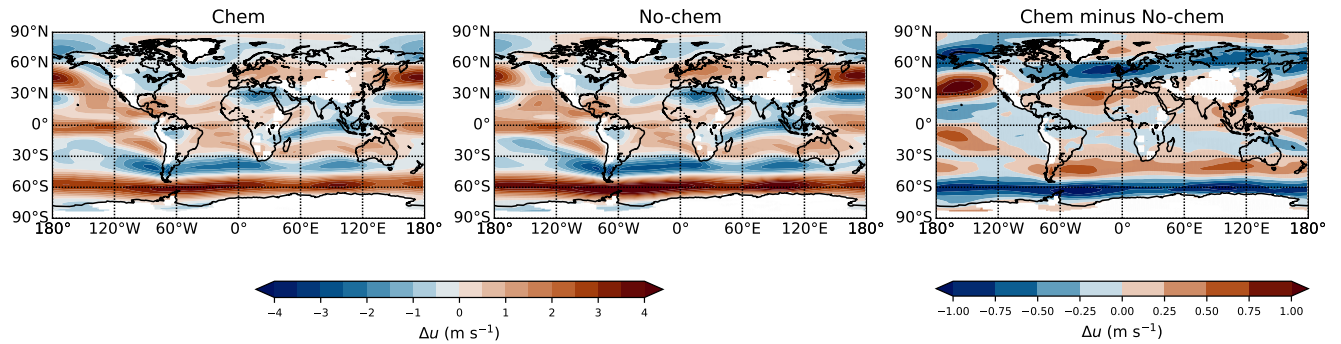 Chem
No-chem
Chem minus No-chem
90°N
60°N
30°N
0°
30°S
60°S
90°S
180° 120°W 60°W 0° 60°E 120°E 180°
90°N
60°N
30°N
0°
30°S
60°S
90°S
180° 120°W 60°W 0° 60°E 120°E 180°
90°N
60°N
30°N
0°
30°S
60°S
90°S
180° 120°W 60°W 0° 60°E 120°E 180°
−4 −3 −2 −1 0 1 2 3 4
Δu (m s⁻¹)
−1.00 −0.75 −0.50 −0.25 0.00 0.25 0.50 0.75 1.00
Δu (m s⁻¹)